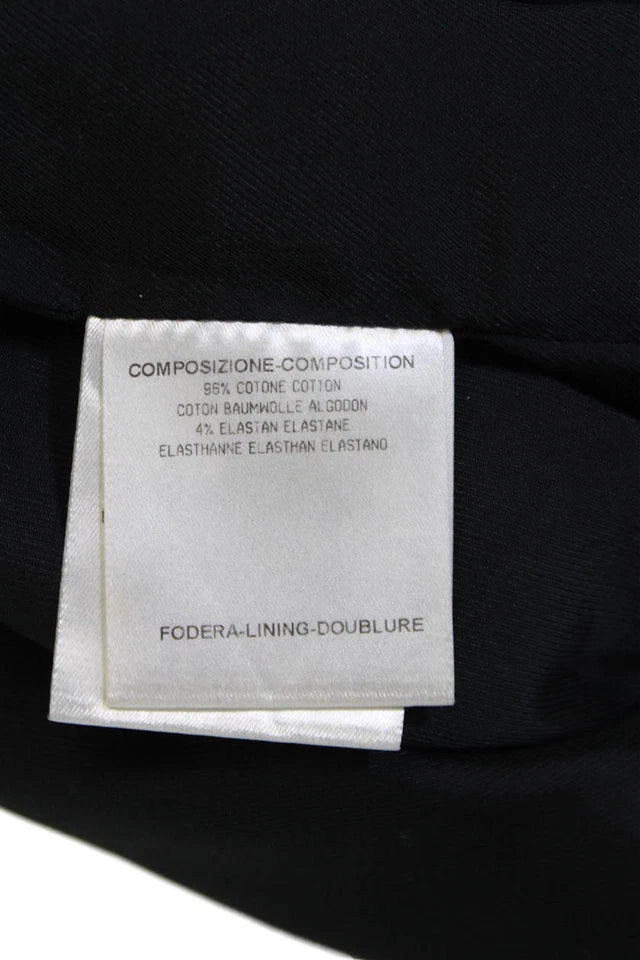 COMPOSIZIONE-COMPOSITION
96% COTONE COTTON
COTON BAUMWOLLE ALGODON
4% ELASTAN ELASTANE
ELASTHANNE ELASTHAN ELASTANO
FODERA-LINING-DOUBLURE